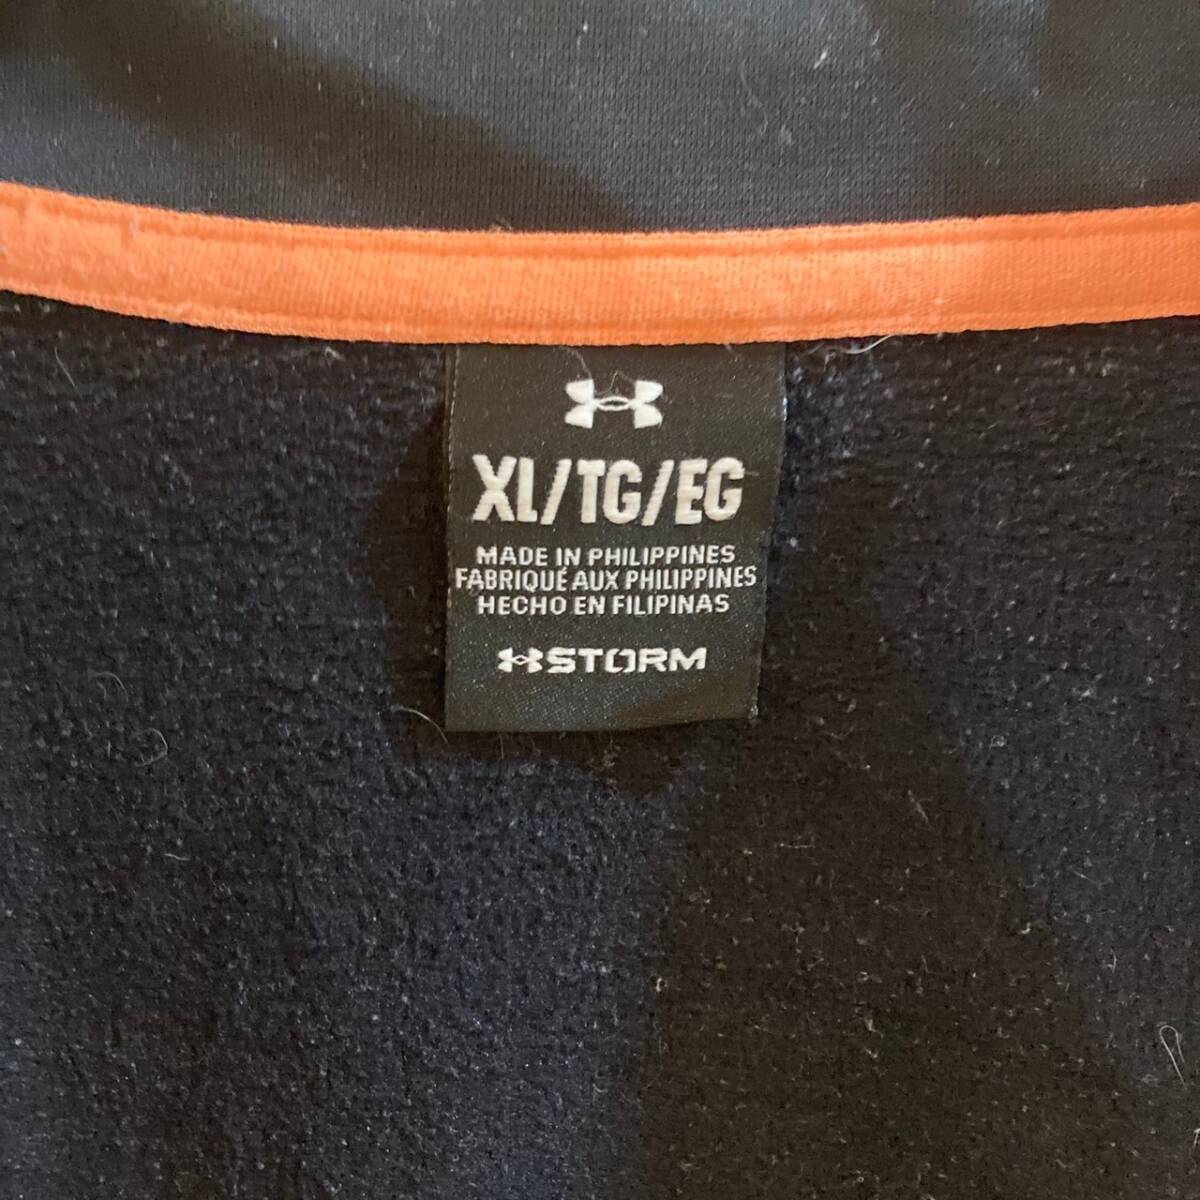 XL/TG/EG
MADE IN PHILIPPINES
FABRIQUÉ AUX PHILIPPINES
HECHO EN FILIPINAS
STORM